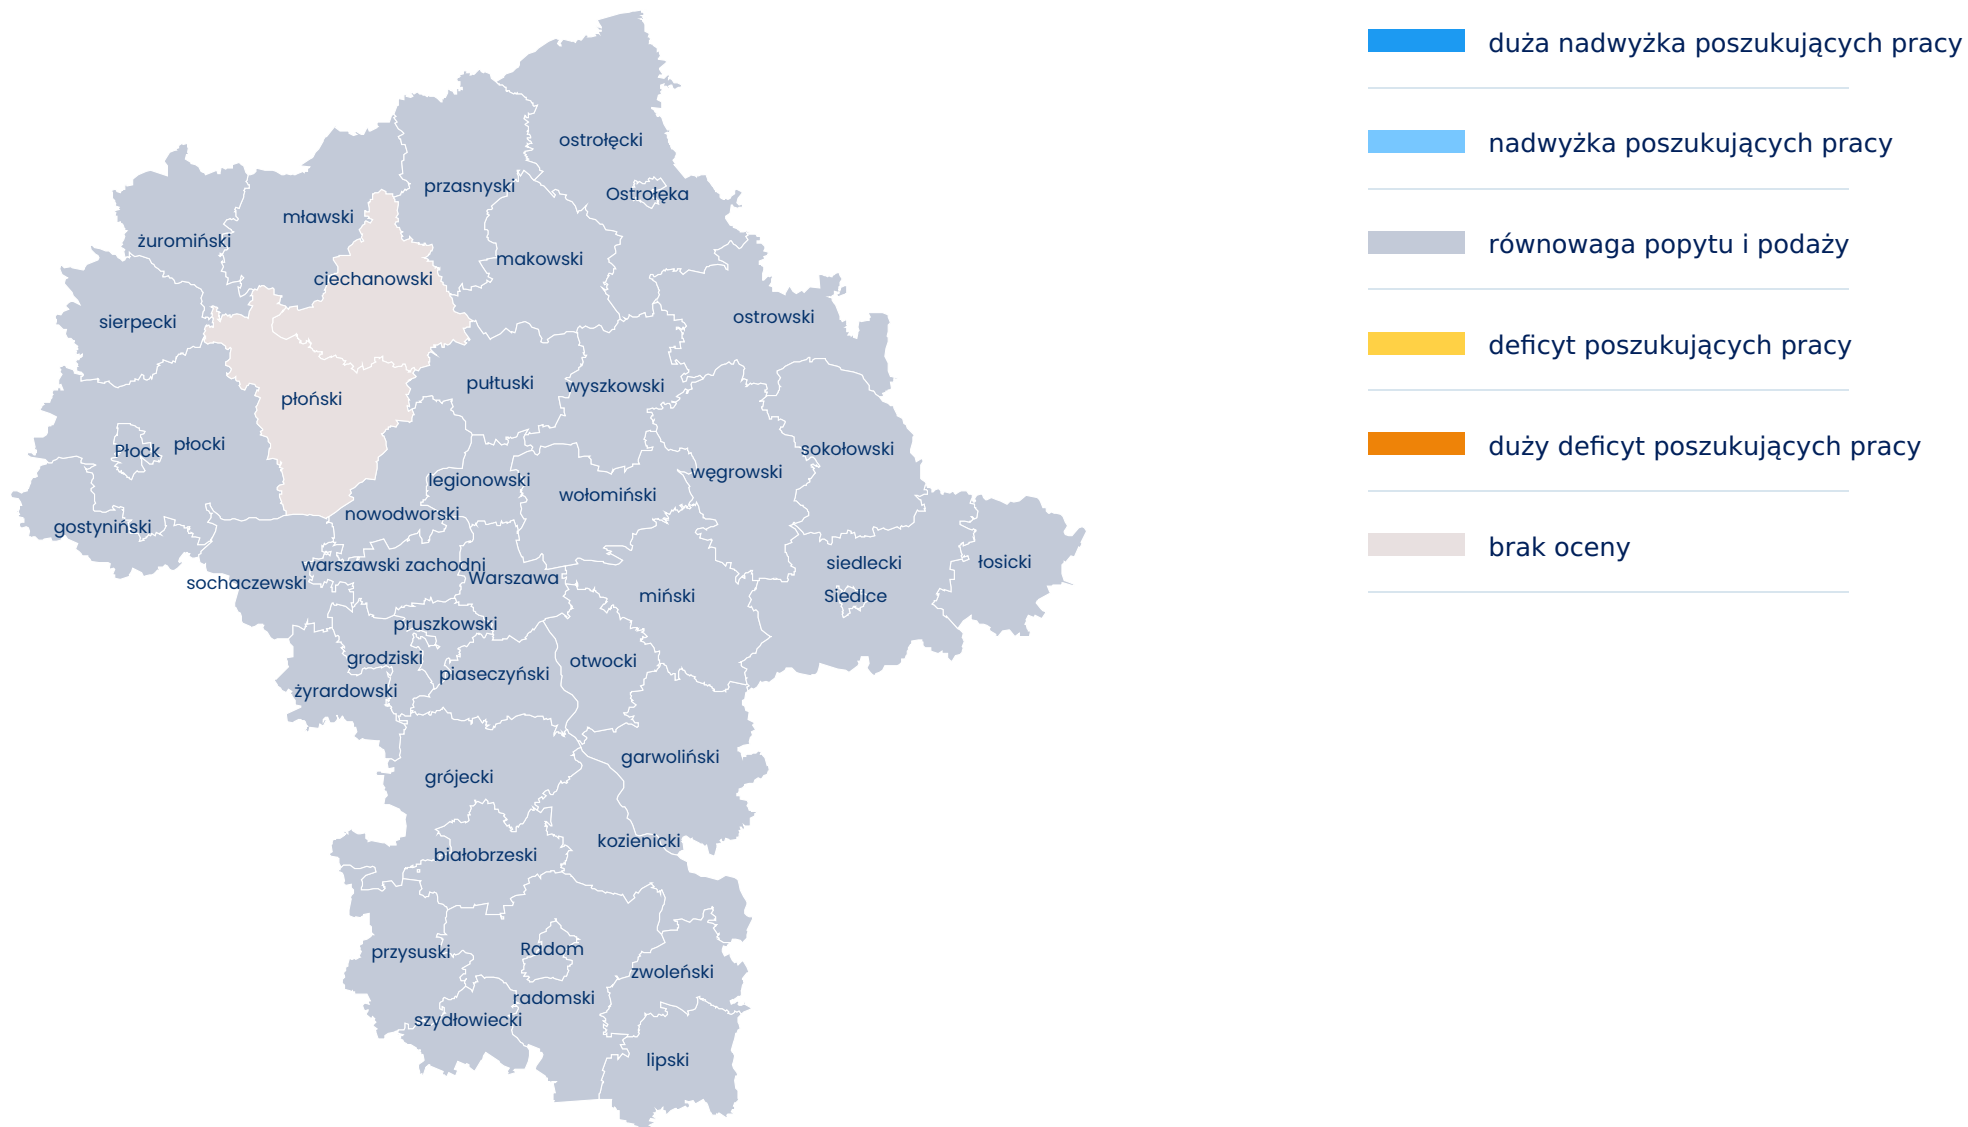 duża nadwyżka poszukujących pracy
nadwyżka poszukujących pracy
równowaga popytu i podaży
deficyt poszukujących pracy
duży deficyt poszukujących pracy
brak oceny
ostrołęcki
przasnyski
Ostrołęka
mławski
żuromiński
makowski
ciechanowski
sierpecki
ostrowski
pułtuski
wyszkowski
płoński
płocki
Płock
sokołowski
węgrowski
legionowski
wołomiński
nowodworski
gostyniński
siedlecki
łosicki
warszawski zachodni
Warszawa
sochaczewski
miński
Siedlce
pruszkowski
grodziski
otwocki
piaseczyński
żyrardowski
garwoliński
grójecki
kozienicki
białobrzeski
Radom
przysuski
zwoleński
radomski
szydłowiecki
lipski